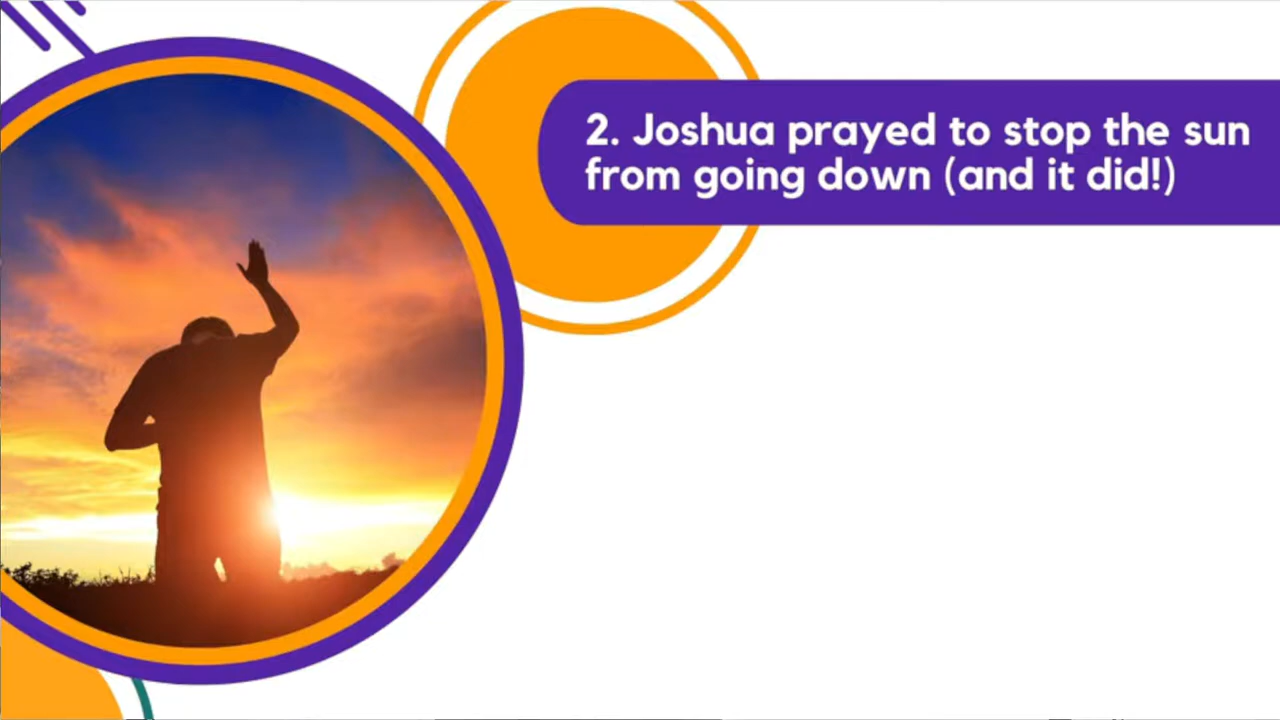 2. Joshua prayed to stop the sun
from going down (and it did!)